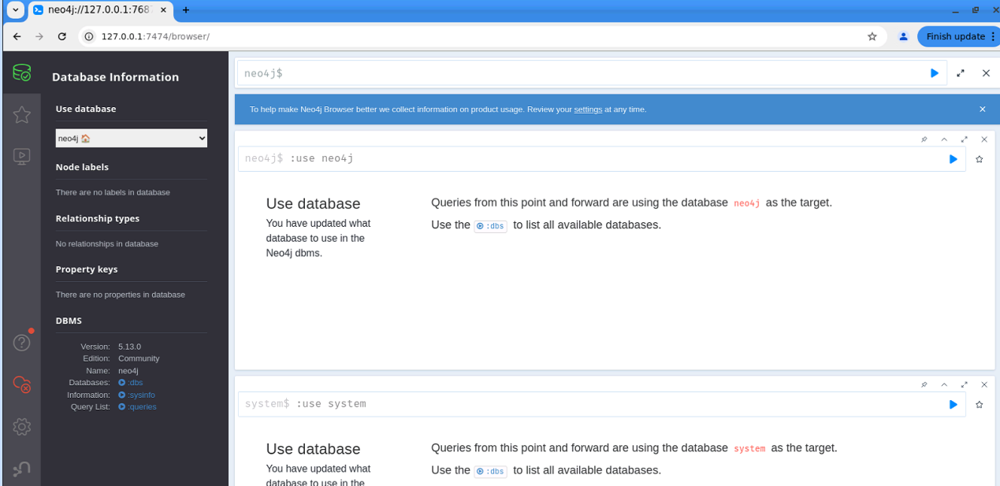 neo4j://127.0.0.1:768
127.0.0.1:7474/browser/
Finish update
Database Information
Use database
neo4j
Node labels
There are no labels in database
Relationship types
No relationships in database
Property keys
There are no properties in database
DBMS
Version: 5.13.0
Edition: Community
Name: neo4j
Databases: :dbs
Information: :sysinfo
Query List: :queries
neo4j$
To help make Neo4j Browser better we collect information on product usage. Review your settings at any time.
neo4j$ :use neo4j
Use database
You have updated what
database to use in the
Neo4j dbms.
Queries from this point and forward are using the database neo4j as the target.
Use the :dbs to list all available databases.
system$ :use system
Use database
You have updated what
database to use in the
Queries from this point and forward are using the database system as the target.
Use the :dbs to list all available databases.